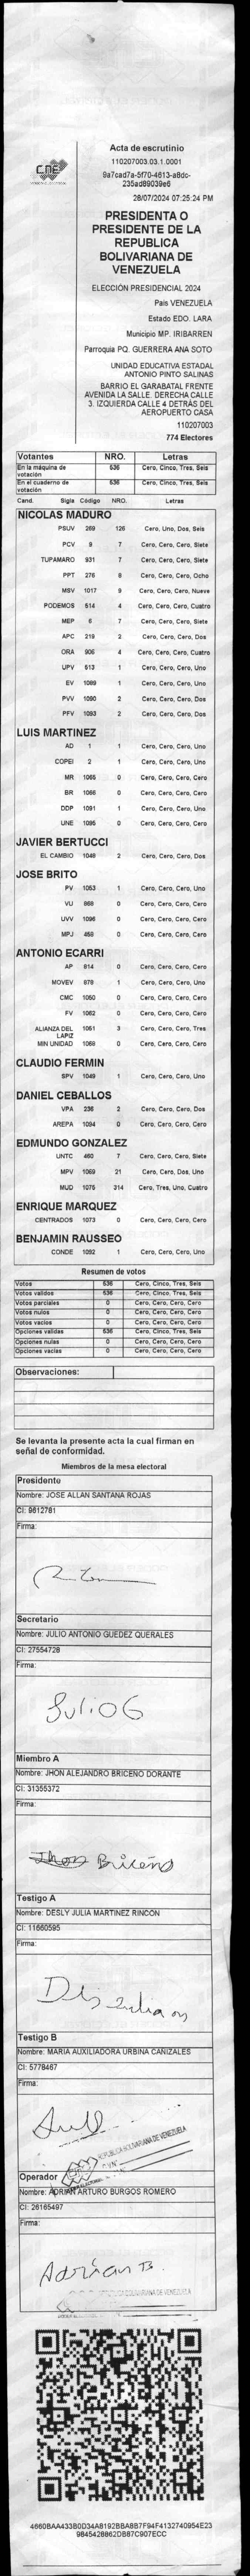 CNE
Acta de escrutinio
110207003.03.1.0001
9a7cad7a-5f70-4613-a8dc-
235ad89039e6
28/07/2024 07:25:24 PM
PRESIDENTA O
PRESIDENTE DE LA
REPUBLICA
BOLIVARIANA DE
VENEZUELA
ELECCIÓN PRESIDENCIAL 2024
País VENEZUELA
Estado EDO. LARA
Municipio MP. IRIBARREN
Parroquia PQ. GUERRERA ANA SOTO
UNIDAD EDUCATIVA ESTADAL
ANTONIO PINTO SALINAS
BARRIO EL GARABATAL FRENTE
AVENIDA LA SALLE. DERECHA CALLE
3. IZQUIERDA CALLE 4 DETRÁS DEL
AEROPUERTO CASA
110207003
774 Electores
Votantes NRO. Letras
En la máquina de votación 536 Cero, Cinco, Tres, Seis
En el cuaderno de votación 536 Cero, Cinco, Tres, Seis
Cand. Sigla Código NRO. Letras
NICOLAS MADURO
PSUV 269 126 Cero, Uno, Dos, Seis
PCV 9 7 Cero, Cero, Cero, Siete
TUPAMARO 931 7 Cero, Cero, Cero, Siete
PPT 276 8 Cero, Cero, Cero, Ocho
MSV 1017 9 Cero, Cero, Cero, Nueve
PODEMOS 514 4 Cero, Cero, Cero, Cuatro
MEP 6 7 Cero, Cero, Cero, Siete
APC 219 2 Cero, Cero, Cero, Dos
ORA 906 4 Cero, Cero, Cero, Cuatro
UPV 513 1 Cero, Cero, Cero, Uno
EV 1089 1 Cero, Cero, Cero, Uno
PVV 1090 2 Cero, Cero, Cero, Dos
PFV 1093 2 Cero, Cero, Cero, Dos
LUIS MARTINEZ
AD 1 1 Cero, Cero, Cero, Uno
COPEI 2 1 Cero, Cero, Cero, Uno
MR 1065 0 Cero, Cero, Cero, Cero
BR 1066 0 Cero, Cero, Cero, Cero
DDP 1091 1 Cero, Cero, Cero, Uno
UNE 1095 0 Cero, Cero, Cero, Cero
JAVIER BERTUCCI
EL CAMBIO 1048 2 Cero, Cero, Cero, Dos
JOSE BRITO
PV 1053 1 Cero, Cero, Cero, Uno
VU 868 0 Cero, Cero, Cero, Cero
UVV 1096 0 Cero, Cero, Cero, Cero
MPJ 458 0 Cero, Cero, Cero, Cero
ANTONIO ECARRI
AP 814 0 Cero, Cero, Cero, Cero
MOVEV 879 1 Cero, Cero, Cero, Uno
CMC 1050 0 Cero, Cero, Cero, Cero
FV 1062 0 Cero, Cero, Cero, Cero
ALIANZA DEL LAPIZ 1051 3 Cero, Cero, Cero, Tres
MIN UNIDAD 1068 0 Cero, Cero, Cero, Cero
CLAUDIO FERMIN
SPV 1049 1 Cero, Cero, Cero, Uno
DANIEL CEBALLOS
VPA 236 2 Cero, Cero, Cero, Dos
AREPA 1094 0 Cero, Cero, Cero, Cero
EDMUNDO GONZALEZ
UNTC 460 7 Cero, Cero, Cero, Siete
MPV 1069 21 Cero, Cero, Dos, Uno
MUD 1075 314 Cero, Tres, Uno, Cuatro
ENRIQUE MARQUEZ
CENTRADOS 1073 0 Cero, Cero, Cero, Cero
BENJAMIN RAUSSEO
CONDE 1092 1 Cero, Cero, Cero, Uno
Resumen de votos
Votos 536 Cero, Cinco, Tres, Seis
Votos validos 536 Cero, Cinco, Tres, Seis
Votos parciales 0 Cero, Cero, Cero, Cero
Votos nulos 0 Cero, Cero, Cero, Cero
Votos vacios 0 Cero, Cero, Cero, Cero
Opciones validas 536 Cero, Cinco, Tres, Seis
Opciones nulas 0 Cero, Cero, Cero, Cero
Opciones vacias 0 Cero, Cero, Cero, Cero
Observaciones:
Se levanta la presente acta la cual firman en
señal de conformidad.
Miembros de la mesa electoral
Presidente
Nombre: JOSE ALLAN SANTANA ROJAS
CI: 9612781
Firma:
Secretario
Nombre: JULIO ANTONIO GUEDEZ QUERALES
CI: 27554728
Firma:
Julio G
Miembro A
Nombre: JHON ALEJANDRO BRICENO DORANTE
CI: 31355372
Firma:
Jhon Briceño
Testigo A
Nombre: DESLY JULIA MARTINEZ RINCON
CI: 11660595
Firma:
Testigo B
Nombre: MARIA AUXILIADORA URBINA CAÑIZALES
CI: 5778467
Firma:
REPUBLICA BOLIVARIANA DE VENEZUELA
Operador
Nombre: ADRIAN ARTURO BURGOS ROMERO
CI: 26165497
Firma:
Adrian B.
4660BAA433B0D34A8192BBA8B7F94F4132740954E23
9845428862DB87C907ECC